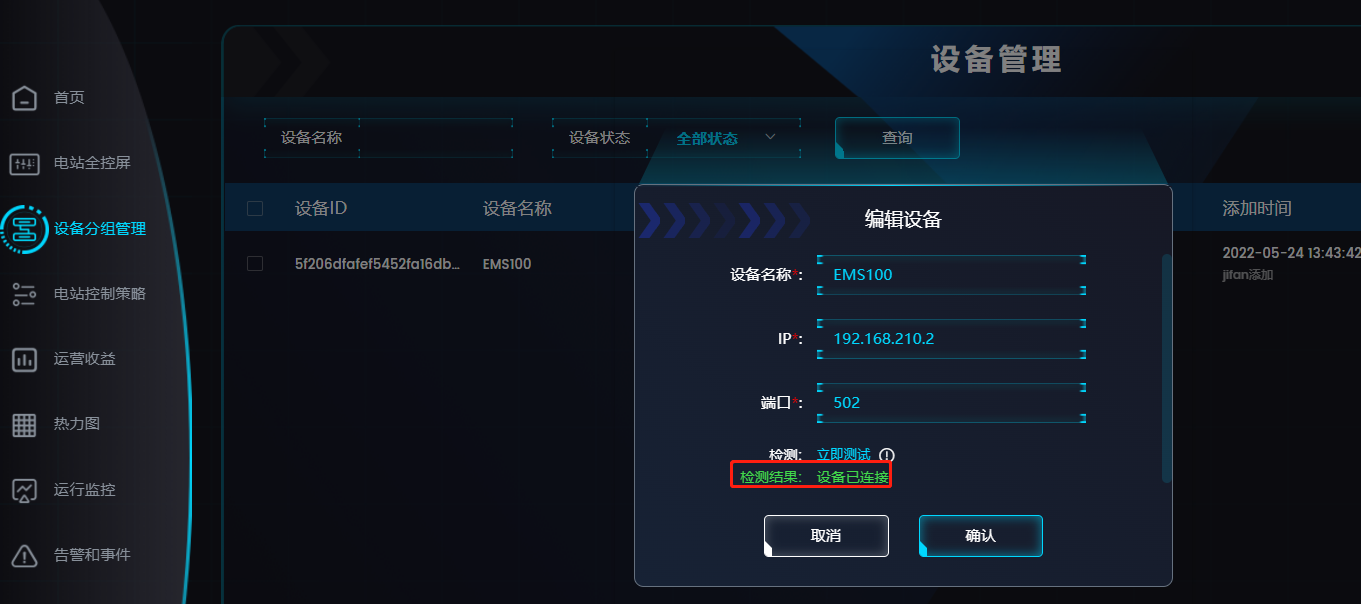 设备管理
首页
电站全控屏
设备分组管理
电站控制策略
运营收益
热力图
运行监控
告警和事件
设备名称
设备状态 全部状态
查询
设备ID 设备名称 添加时间
5f206dfafef5452fa16db... EMS100 2022-05-24 13:43:42
jifan添加
编辑设备
设备名称*: EMS100
IP*: 192.168.210.2
端口*: 502
检测: 立即测试
检测结果: 设备已连接
取消
确认